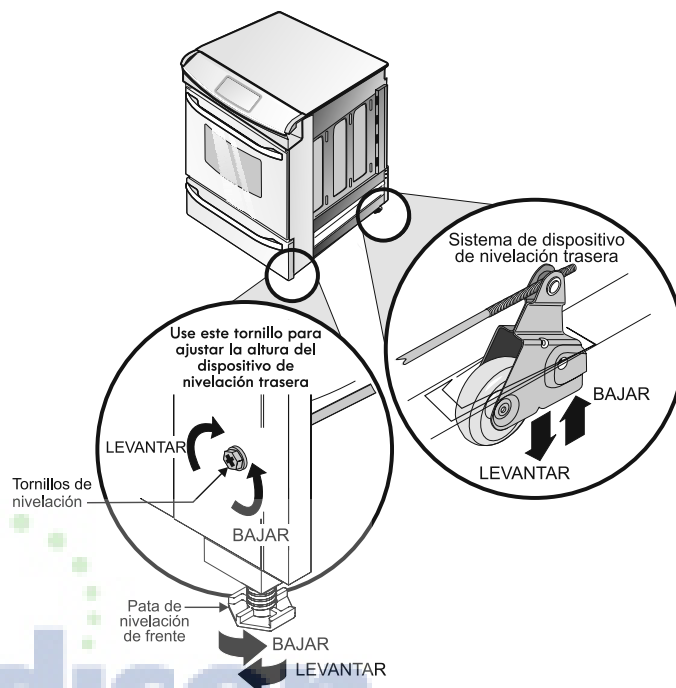 Sistema de dispositivo
de nivelación trasera
BAJAR
LEVANTAR
Use este tornillo para
ajustar la altura del
dispositivo de
nivelación trasera
LEVANTAR
BAJAR
Tornillos de
nivelación
Pata de
nivelación
de frente
BAJAR
LEVANTAR